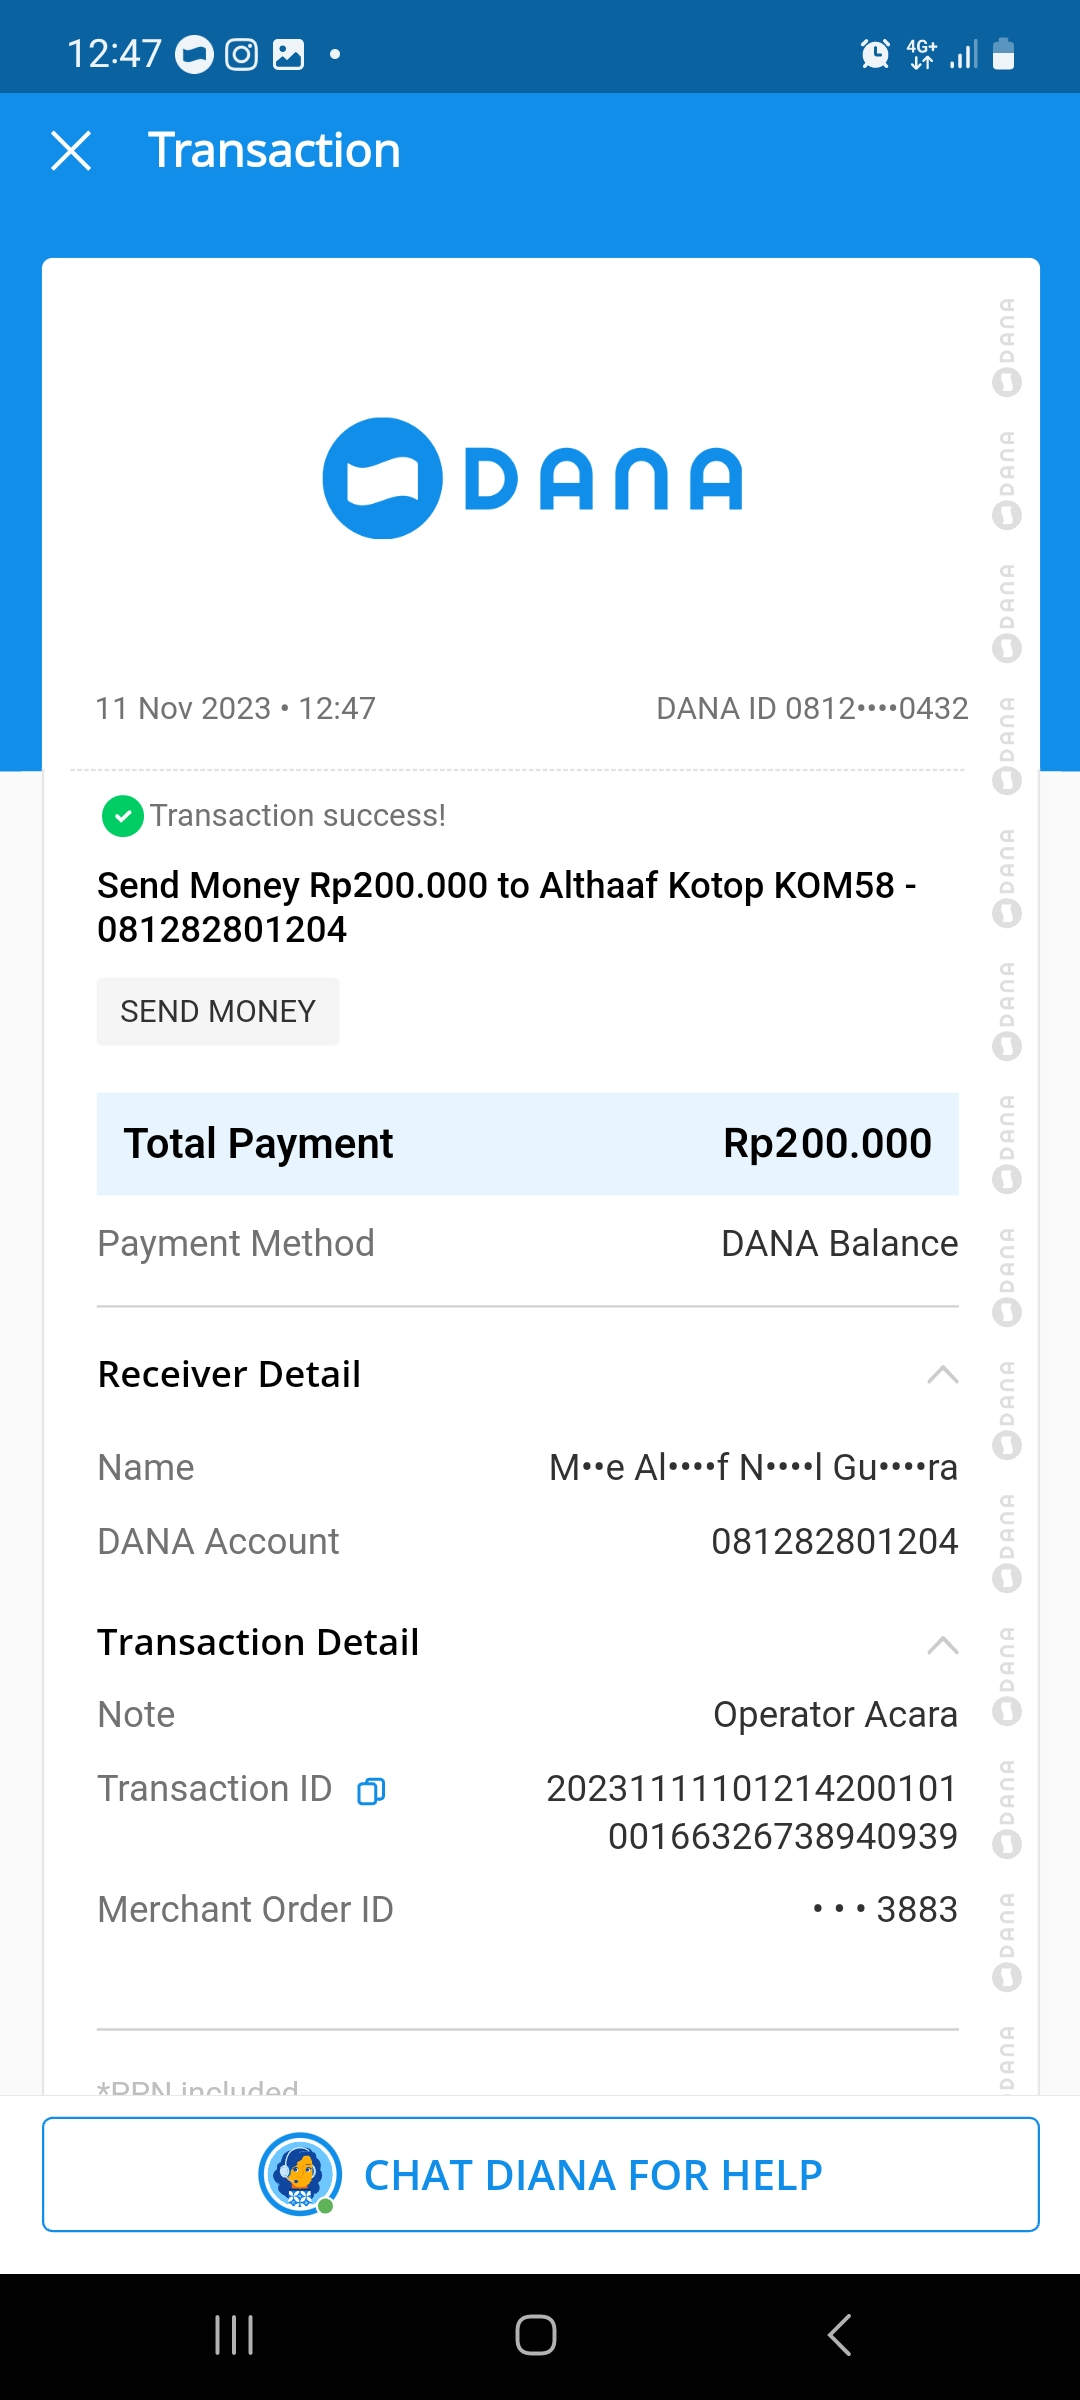 12:47
4G+
Transaction
DANA
11 Nov 2023 • 12:47
DANA ID 0812••••0432
Transaction success!
Send Money Rp200.000 to Althaaf Kotop KOM58 -
081282801204
SEND MONEY
Total Payment Rp200.000
Payment Method DANA Balance
Receiver Detail
Name M••e Al••••f N••••l Gu••••ra
DANA Account 081282801204
Transaction Detail
Note Operator Acara
Transaction ID 20231111101214200101
00166326738940939
Merchant Order ID • • • 3883
*PPN included
CHAT DIANA FOR HELP
DANA
DANA
DANA
DANA
DANA
DANA
DANA
DANA
DANA
DANA
DANA
DANA
DANA
DANA